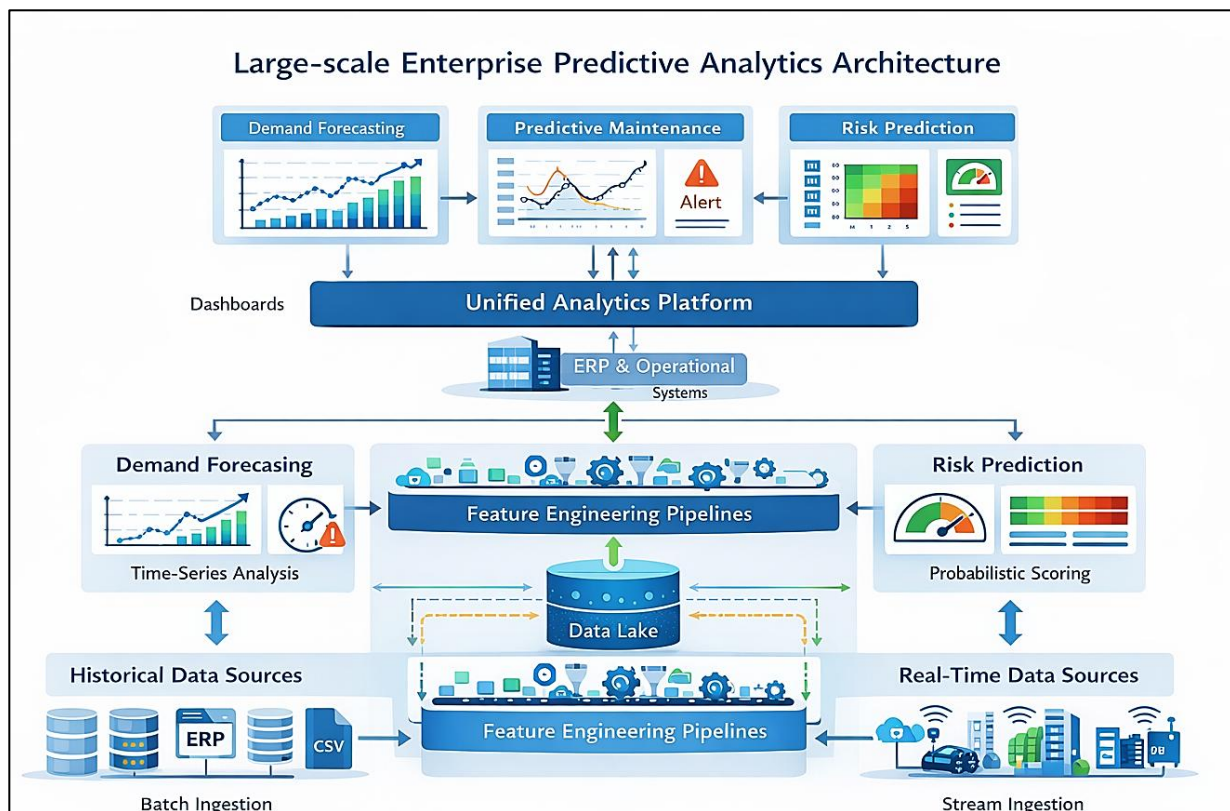 Large-scale Enterprise Predictive Analytics Architecture
Demand Forecasting
Predictive Maintenance
Risk Prediction
Alert
Dashboards
Unified Analytics Platform
ERP & Operational
Systems
Demand Forecasing
Risk Prediction
Feature Engineering Pipelines
Time-Series Analysis
Probabilistic Scoring
Data Lake
Historical Data Sources
Real-Time Data Sources
ERP
CSV
Feature Engineering Pipelines
Batch Ingestion
Stream Ingestion